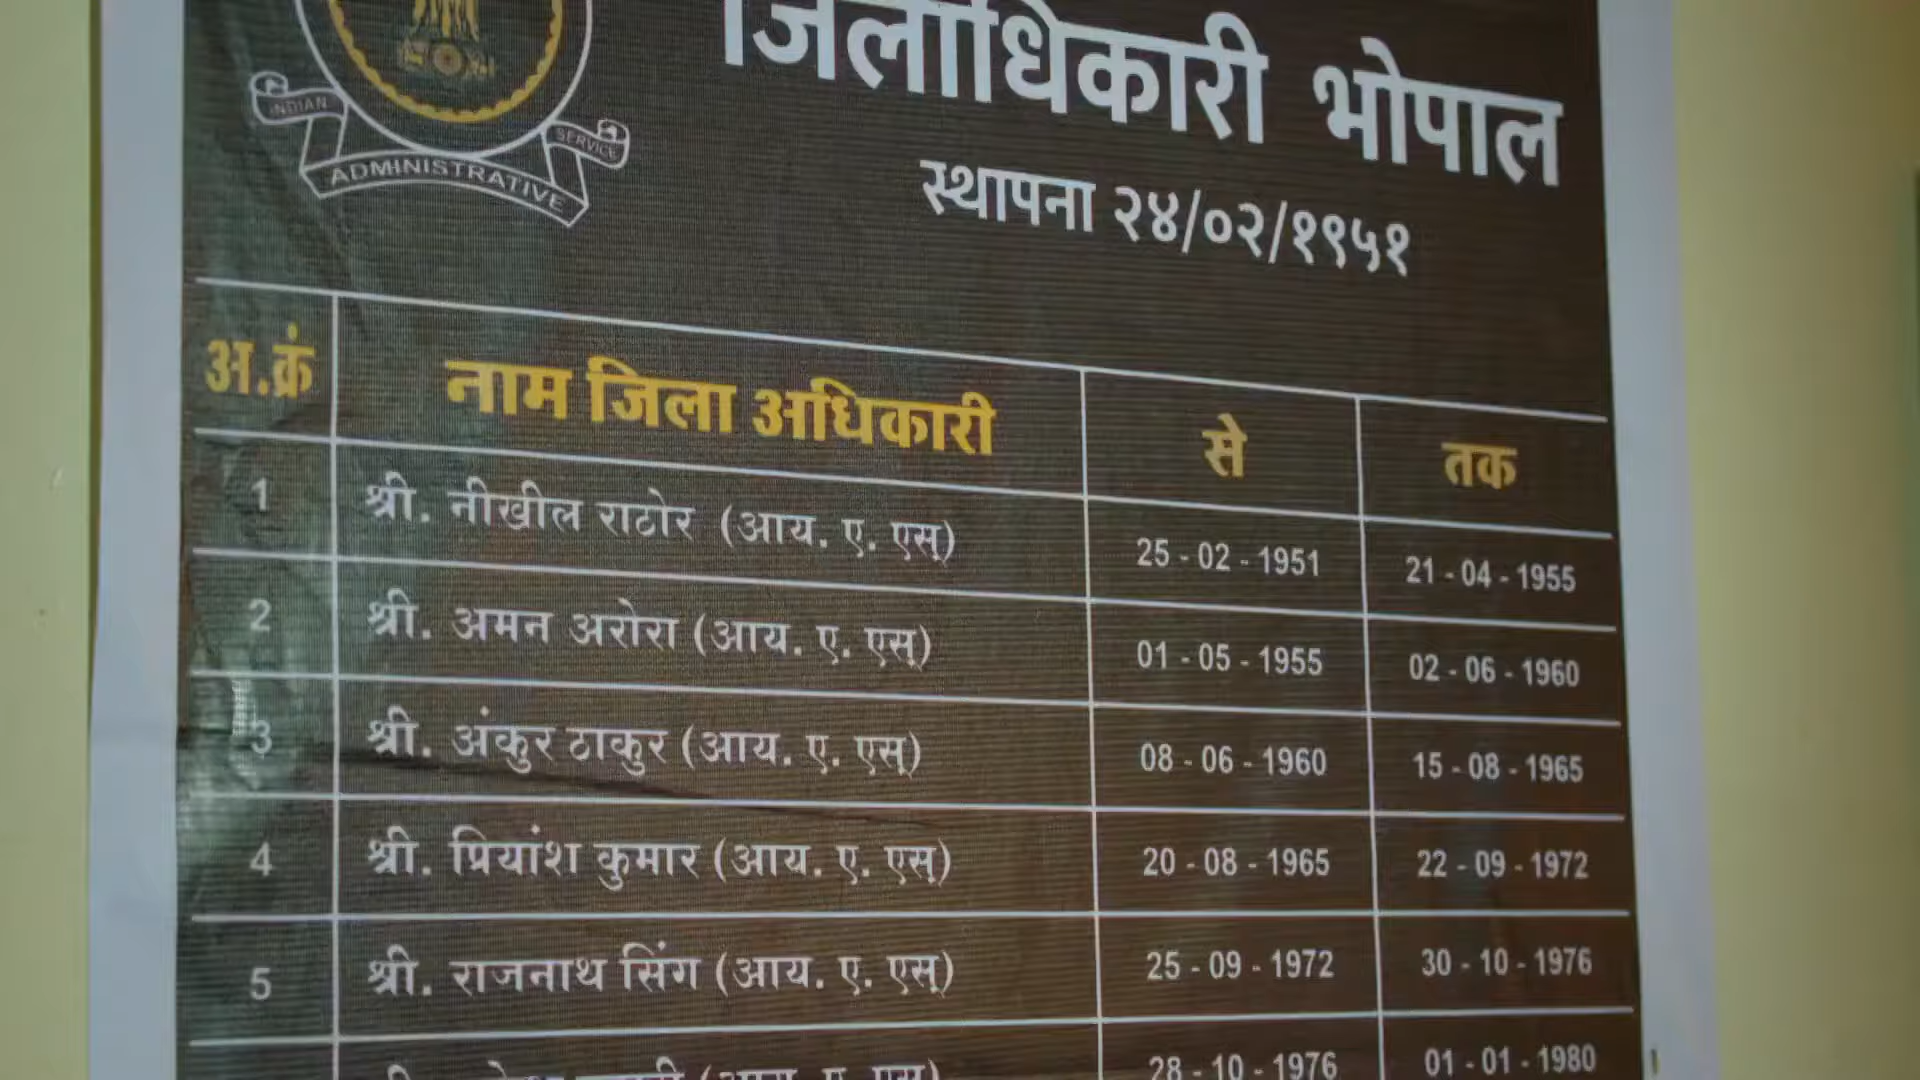 INDIAN ADMINISTRATIVE SERVICE
जिलाधिकारी भोपाल
स्थापना २४/०२/१९५१
अ.क्रं नाम जिला अधिकारी से तक
1 श्री. नीखील राठोर (आय. ए. एस्) 25 - 02 - 1951 21 - 04 - 1955
2 श्री. अमन अरोरा (आय. ए. एस्) 01 - 05 - 1955 02 - 06 - 1960
3 श्री. अंकुर ठाकुर (आय. ए. एस्) 08 - 06 - 1960 15 - 08 - 1965
4 श्री. प्रियांश कुमार (आय. ए. एस्) 20 - 08 - 1965 22 - 09 - 1972
5 श्री. राजनाथ सिंग (आय. ए. एस्) 25 - 09 - 1972 30 - 10 - 1976
(आय. ए. एस्) 28 - 10 - 1976 01 - 01 - 1980